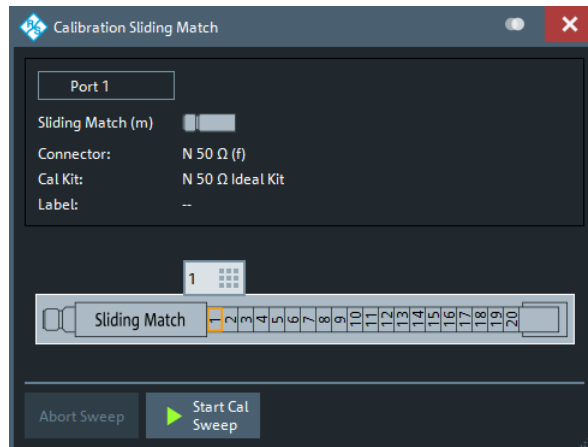 R&S Calibration Sliding Match
Port 1
Sliding Match (m)
Connector: N 50 Ω (f)
Cal Kit: N 50 Ω Ideal Kit
Label: --
1
Sliding Match 1 2 3 4 5 6 7 8 9 10 11 12 13 14 15 16 17 18 19 20
Abort Sweep
Start Cal
Sweep